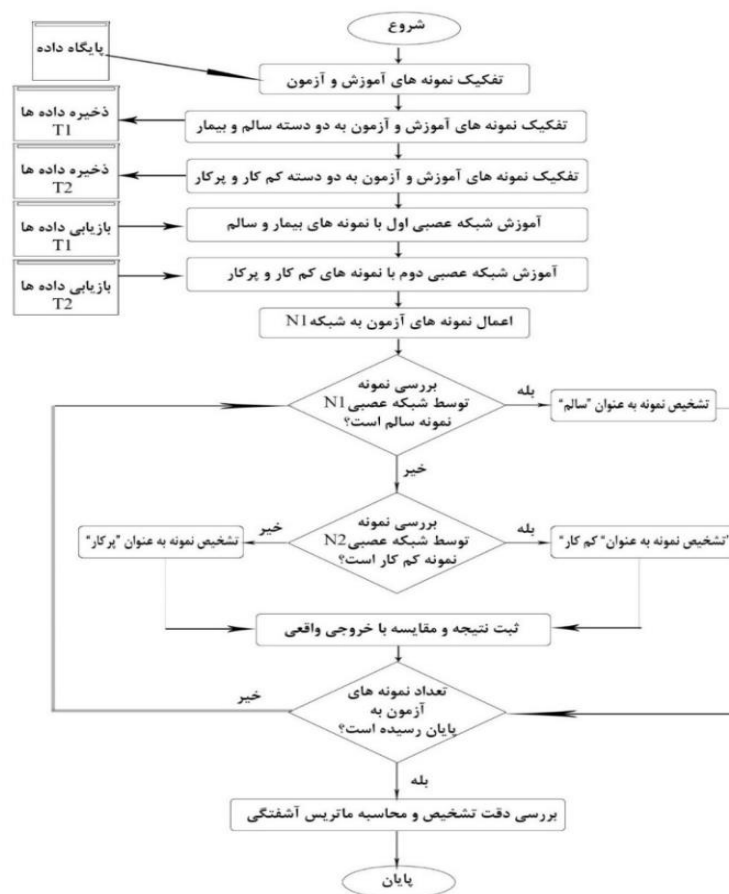 شروع
پایگاه داده
تفکیک نمونه های آموزش و آزمون
ذخیره داده ها
T1
تفکیک نمونه های آموزش و آزمون به دو دسته سالم و بیمار
ذخیره داده ها
T2
تفکیک نمونه های آموزش و آزمون به دو دسته کم کار و پرکار
بازیابی داده ها
T1
آموزش شبکه عصبی اول با نمونه های بیمار و سالم
بازیابی داده ها
T2
آموزش شبکه عصبی دوم با نمونه های کم کار و پرکار
اعمال نمونه های آزمون به شبکه N1
بررسی نمونه
توسط شبکه عصبی N1
نمونه سالم است؟
بله
تشخیص نمونه به عنوان "سالم"
خیر
بررسی نمونه
توسط شبکه عصبی N2
نمونه کم کار است؟
بله
تشخیص نمونه به عنوان" کم کار"
خیر
تشخیص نمونه به عنوان "پرکار"
ثبت نتیجه و مقایسه با خروجی واقعی
تعداد نمونه های
آزمون به
پایان رسیده است؟
خیر
بله
بررسی دقت تشخیص و محاسبه ماتریس آشفتگی
پایان